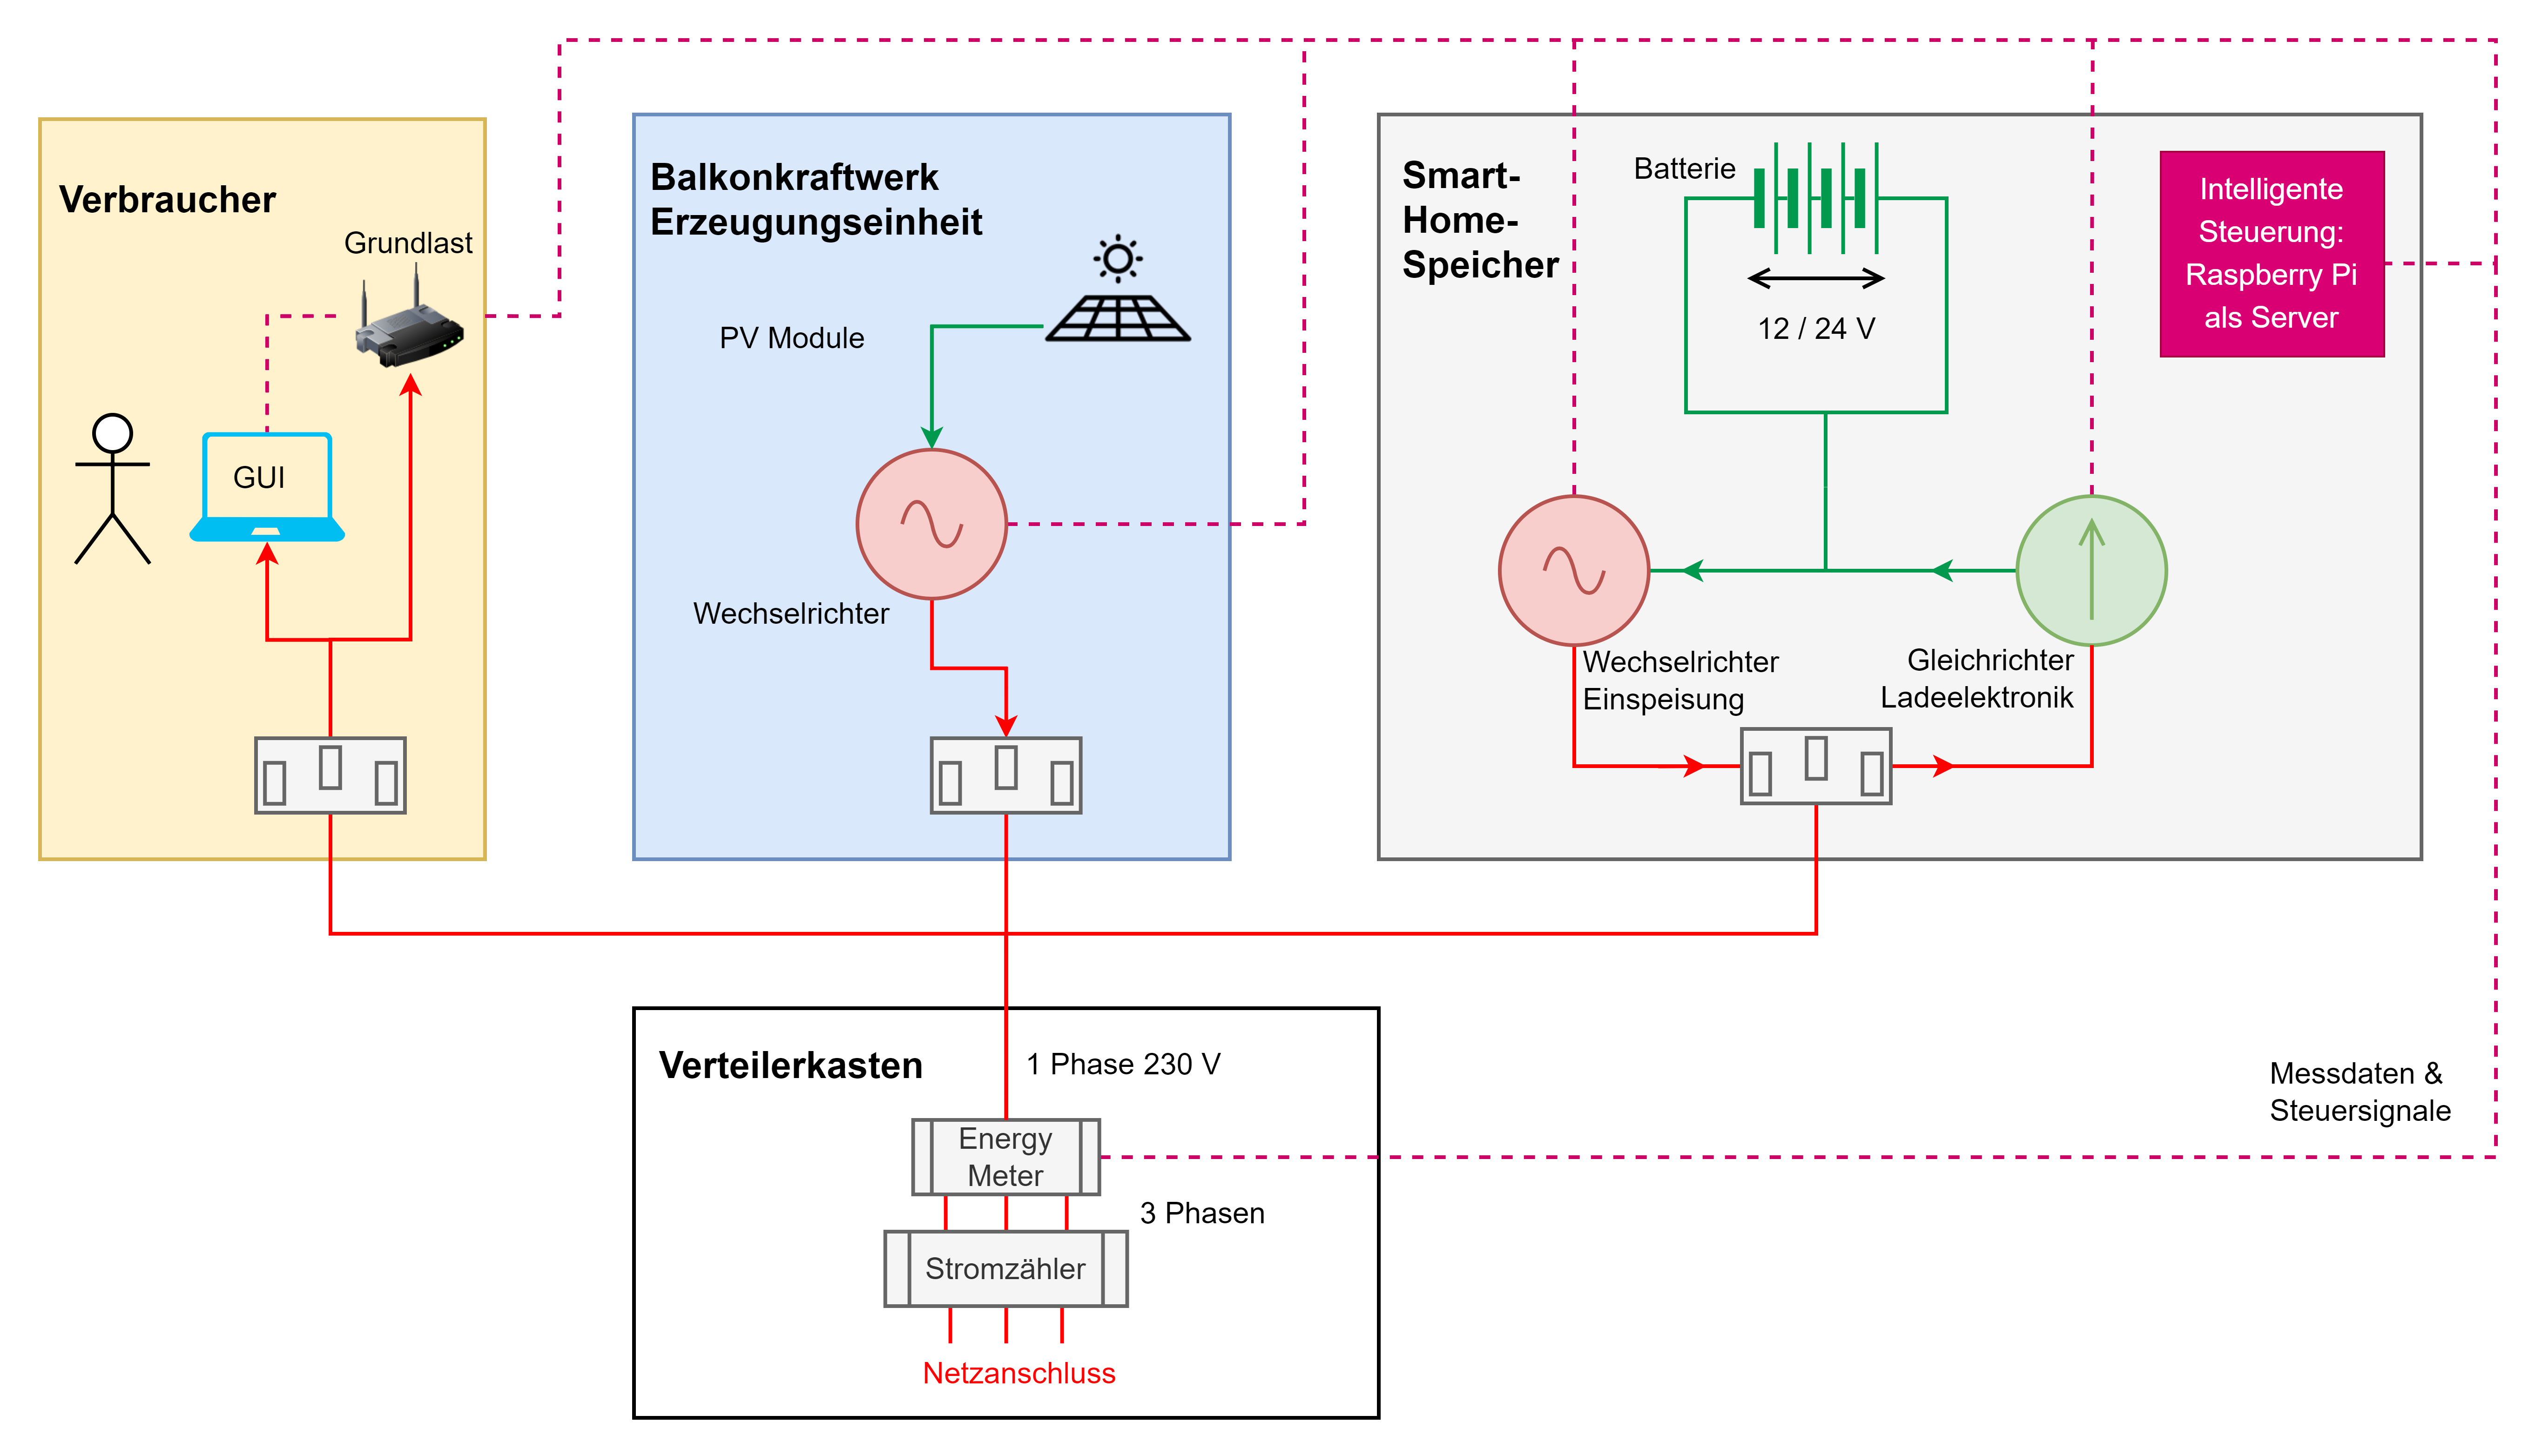 Verbraucher
Grundlast
GUI
Balkonkraftwerk
Erzeugungseinheit
PV Module
Wechselrichter
Smart-
Home-
Speicher
Batterie
12 / 24 V
Intelligente
Steuerung:
Raspberry Pi
als Server
Wechselrichter
Einspeisung
Gleichrichter
Ladeelektronik
Verteilerkasten
1 Phase 230 V
Energy
Meter
3 Phasen
Stromzähler
Netzanschluss
Messdaten &
Steuersignale